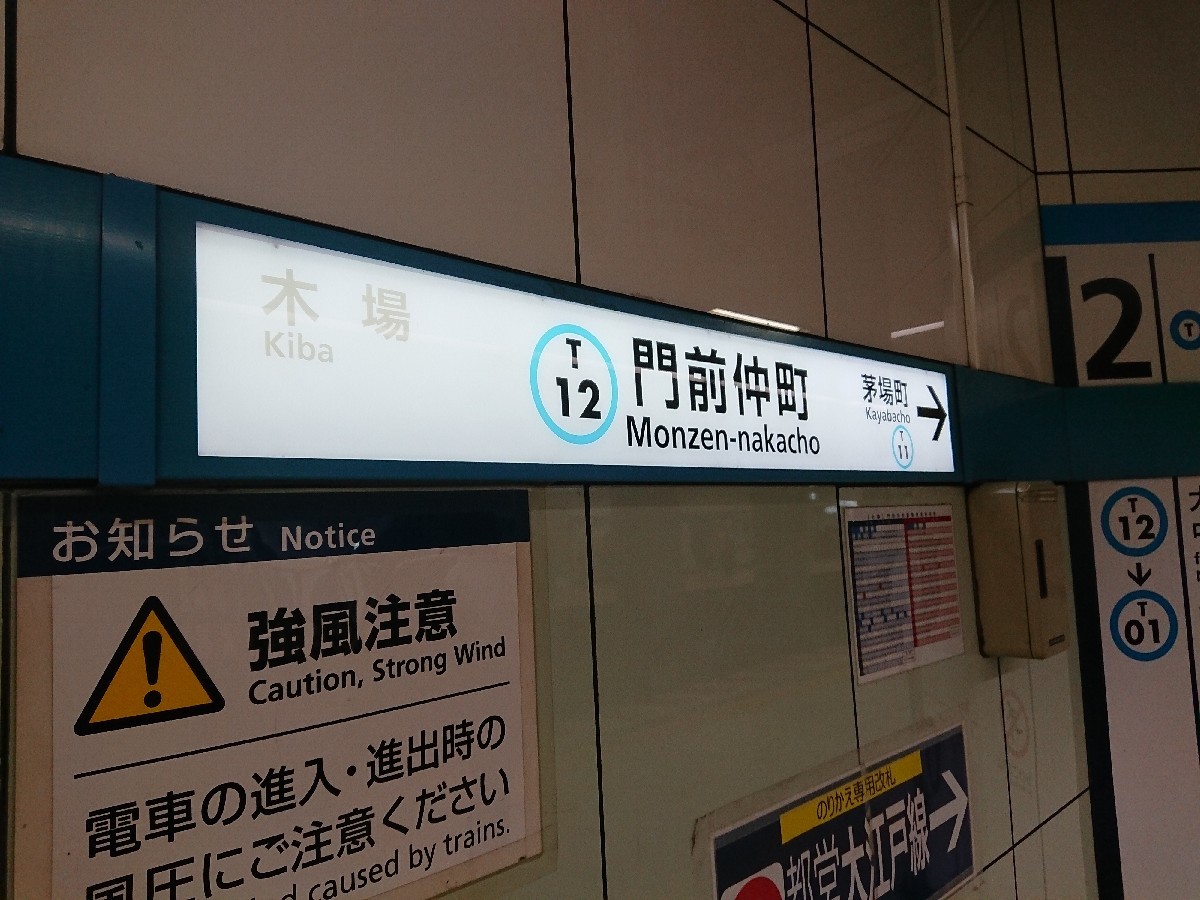 木場
Kiba
T
12
門前仲町
Monzen-nakacho
茅場町
Kayabacho
T
11
2
T
お知らせ Notice
強風注意
Caution, Strong Wind
電車の進入・進出時の
風圧にご注意ください
caused by trains.
のりかえ専用改札
都営大江戸線
T
12
T
01